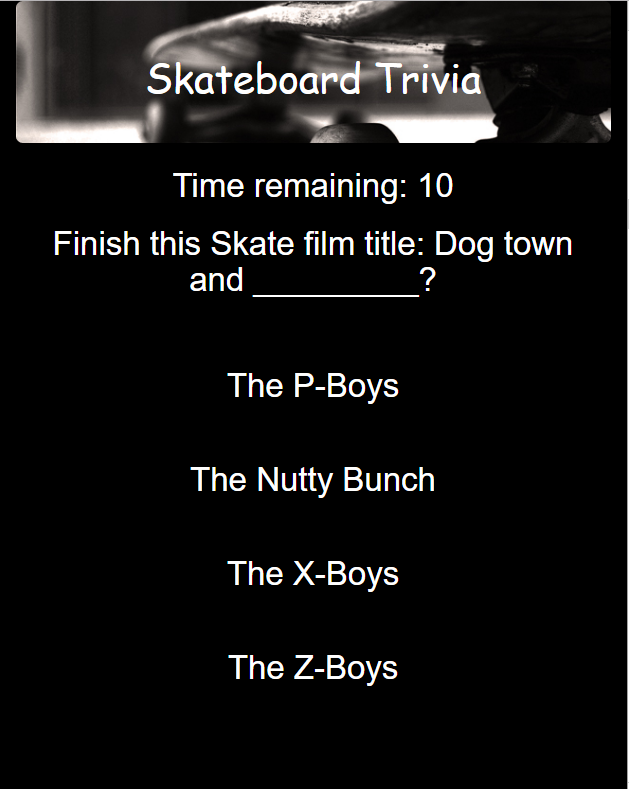 Skateboard Trivia
Time remaining: 10
Finish this Skate film title: Dog town
and _________?
The P-Boys
The Nutty Bunch
The X-Boys
The Z-Boys